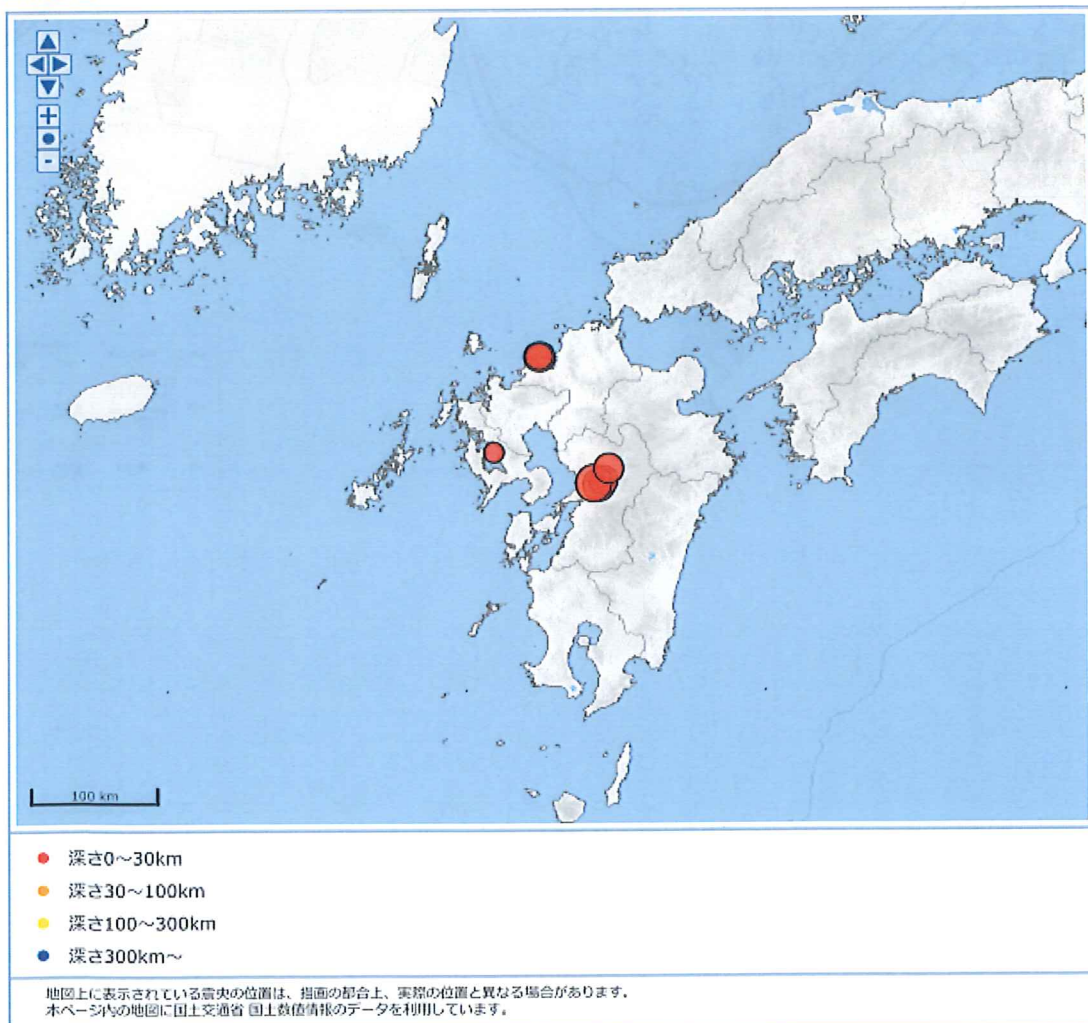 100 km
深さ0～30km
深さ30～100km
深さ100～300km
深さ300km～
地図上に表示されている震央の位置は、描画の都合上、実際の位置と異なる場合があります。
本ページ内の地図に国土交通省 国土数値情報のデータを利用しています。